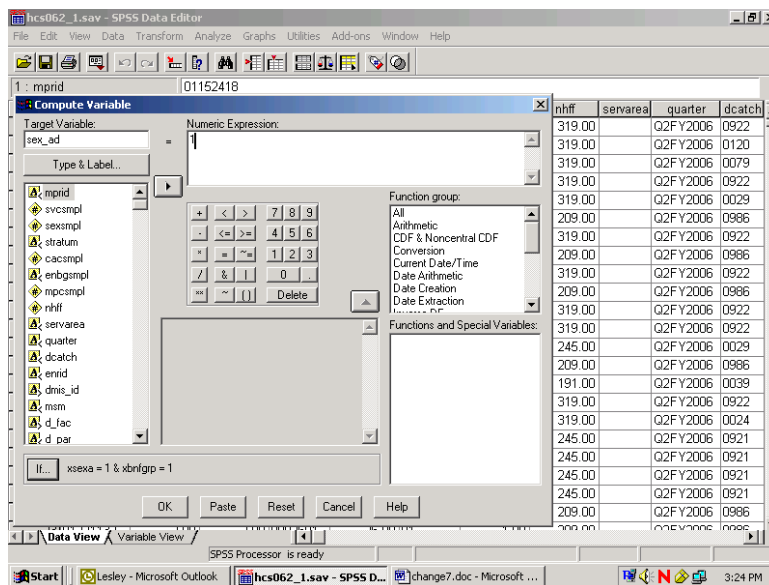 hcs062_1.sav - SPSS Data Editor
File Edit View Data Transform Analyze Graphs Utilities Add-ons Window Help
1 : mprid 01152418
Compute Variable
Target Variable:
sex_ad
=
Numeric Expression:
1
Type & Label...
mprid
svcsmpl
sexsmpl
stratum
cacsmpl
enbgsmpl
mpcsmpl
nhff
servarea
quarter
dcatch
enrid
dmis_id
msm
d_fac
d_par
+ < > 7 8 9
- <= >= 4 5 6
* = ~= 1 2 3
/ & | 0 .
** ~ () Delete
Function group:
All
Arithmetic
CDF & Noncentral CDF
Conversion
Current Date/Time
Date Arithmetic
Date Creation
Date Extraction
Functions and Special Variables:
If... xsexa = 1 & xbnfgrp = 1
OK Paste Reset Cancel Help
nhff servarea quarter dcatch
319.00 Q2FY2006 0922
319.00 Q2FY2006 0120
319.00 Q2FY2006 0079
319.00 Q2FY2006 0922
319.00 Q2FY2006 0029
209.00 Q2FY2006 0986
319.00 Q2FY2006 0922
209.00 Q2FY2006 0986
319.00 Q2FY2006 0922
209.00 Q2FY2006 0986
319.00 Q2FY2006 0922
319.00 Q2FY2006 0922
245.00 Q2FY2006 0029
209.00 Q2FY2006 0986
191.00 Q2FY2006 0039
319.00 Q2FY2006 0922
319.00 Q2FY2006 0024
245.00 Q2FY2006 0921
245.00 Q2FY2006 0921
245.00 Q2FY2006 0921
245.00 Q2FY2006 0921
209.00 Q2FY2006 0986
Data View Variable View
SPSS Processor is ready
Start Lesley - Microsoft Outlook hcs062_1.sav - SPSS D... change7.doc - Microsoft ... 3:24 PM